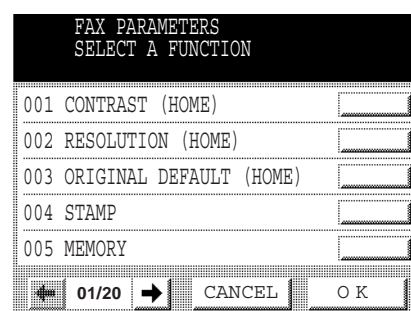 FAX PARAMETERS
SELECT A FUNCTION
001 CONTRAST (HOME)
002 RESOLUTION (HOME)
003 ORIGINAL DEFAULT (HOME)
004 STAMP
005 MEMORY
01/20 CANCEL OK